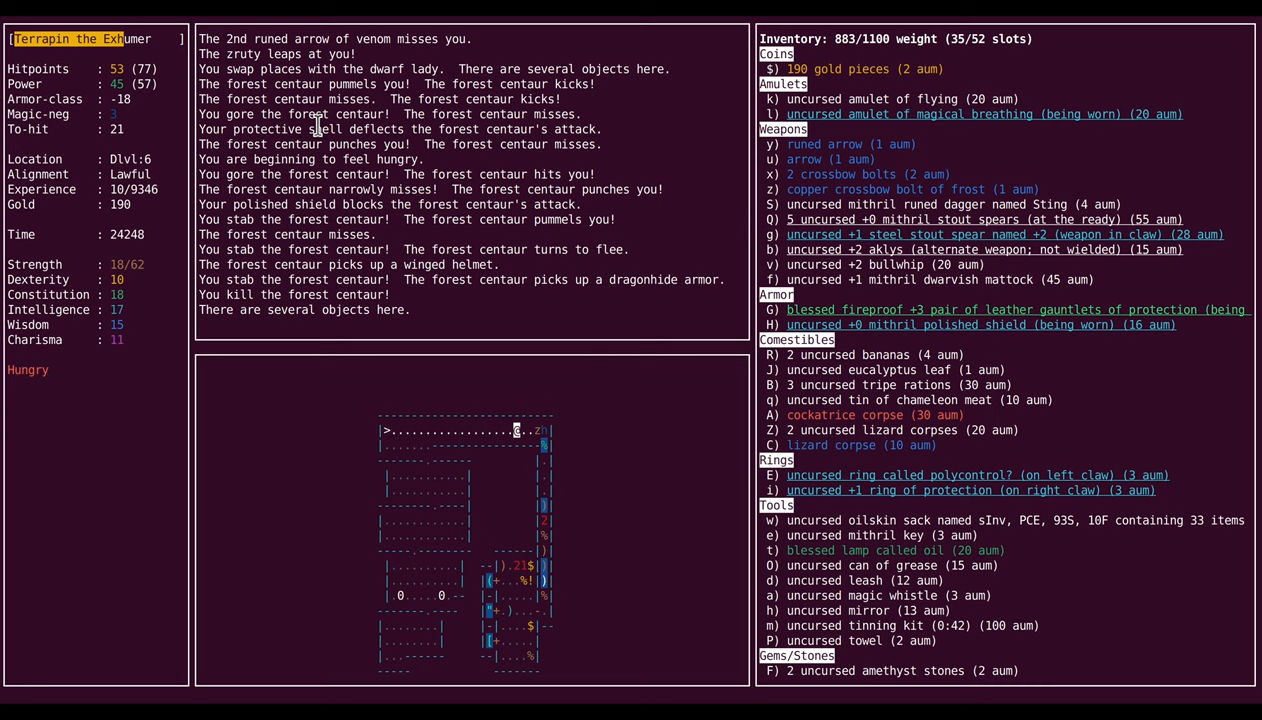 [Terrapin the Exhumer ]
Hitpoints : 53 (77)
Power : 45 (57)
Armor-class : -18
Magic-neg : 3
To-hit : 21
Location : Dlvl:6
Alignment : Lawful
Experience : 10/9346
Gold : 190
Time : 24248
Strength : 18/62
Dexterity : 10
Constitution : 18
Intelligence : 17
Wisdom : 15
Charisma : 11
Hungry
The 2nd runed arrow of venom misses you.
The zruty leaps at you!
You swap places with the dwarf lady.  There are several objects here.
The forest centaur pummels you!  The forest centaur kicks!
The forest centaur misses.  The forest centaur kicks!
You gore the forest centaur!  The forest centaur misses.
Your protective shell deflects the forest centaur's attack.
The forest centaur punches you!  The forest centaur misses.
You are beginning to feel hungry.
You gore the forest centaur!  The forest centaur hits you!
The forest centaur narrowly misses!  The forest centaur punches you!
Your polished shield blocks the forest centaur's attack.
You stab the forest centaur!  The forest centaur pummels you!
The forest centaur misses.
You stab the forest centaur!  The forest centaur turns to flee.
The forest centaur picks up a winged helmet.
You stab the forest centaur!  The forest centaur picks up a dragonhide armor.
You kill the forest centaur!
There are several objects here.
Inventory: 883/1100 weight (35/52 slots)
Coins
$) 190 gold pieces (2 aum)
Amulets
k) uncursed amulet of flying (20 aum)
l) uncursed amulet of magical breathing (being worn) (20 aum)
Weapons
y) runed arrow (1 aum)
u) arrow (1 aum)
x) 2 crossbow bolts (2 aum)
z) copper crossbow bolt of frost (1 aum)
S) uncursed mithril runed dagger named Sting (4 aum)
Q) 5 uncursed +0 mithril stout spears (at the ready) (55 aum)
g) uncursed +1 steel stout spear named +2 (weapon in claw) (28 aum)
b) uncursed +2 aklys (alternate weapon; not wielded) (15 aum)
v) uncursed +2 bullwhip (20 aum)
f) uncursed +1 mithril dwarvish mattock (45 aum)
Armor
G) blessed fireproof +3 pair of leather gauntlets of protection (being
H) uncursed +0 mithril polished shield (being worn) (16 aum)
Comestibles
R) 2 uncursed bananas (4 aum)
J) uncursed eucalyptus leaf (1 aum)
B) 3 uncursed tripe rations (30 aum)
q) uncursed tin of chameleon meat (10 aum)
A) cockatrice corpse (30 aum)
Z) 2 uncursed lizard corpses (20 aum)
C) lizard corpse (10 aum)
Rings
E) uncursed ring called polycontrol? (on left claw) (3 aum)
i) uncursed +1 ring of protection (on right claw) (3 aum)
Tools
w) uncursed oilskin sack named sInv, PCE, 93S, 10F containing 33 items
e) uncursed mithril key (3 aum)
t) blessed lamp called oil (20 aum)
O) uncursed can of grease (15 aum)
d) uncursed leash (12 aum)
a) uncursed magic whistle (3 aum)
h) uncursed mirror (13 aum)
m) uncursed tinning kit (0:42) (100 aum)
P) uncursed towel (2 aum)
Gems/Stones
F) 2 uncursed amethyst stones (2 aum)